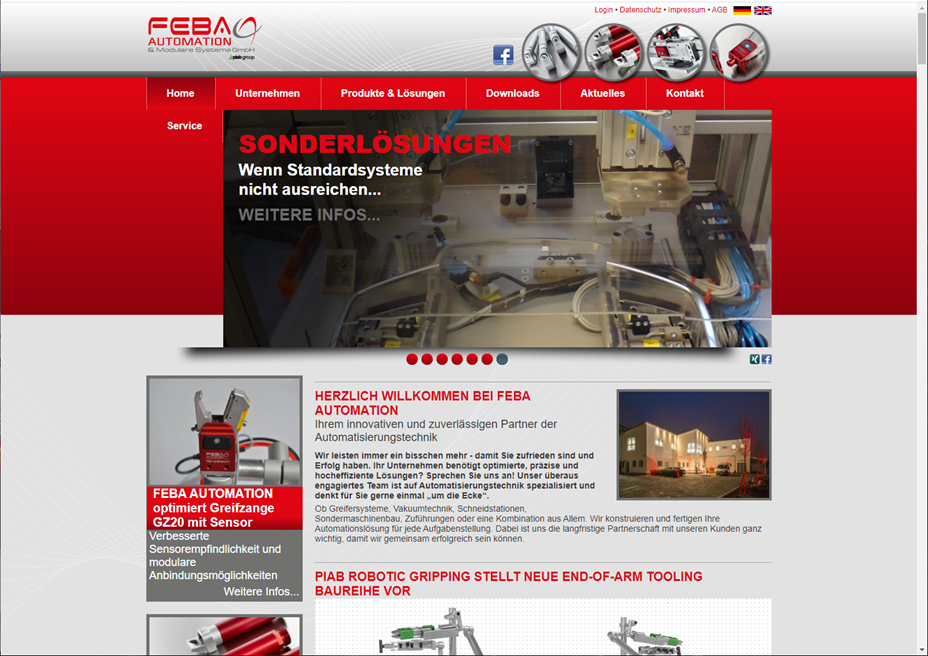 Login • Datenschutz • Impressum • AGB
FEBA
AUTOMATION
& Modulare Systeme GmbH
piab group
Home
Unternehmen
Produkte & Lösungen
Downloads
Aktuelles
Kontakt
Service
SONDERLÖSUNGEN
Wenn Standardsysteme
nicht ausreichen...
WEITERE INFOS...
FEBA
FEBA AUTOMATION
optimiert Greifzange
GZ20 mit Sensor
Verbesserte
Sensorempfindlichkeit und
modulare
Anbindungsmöglichkeiten
Weitere Infos...
HERZLICH WILLKOMMEN BEI FEBA
AUTOMATION
Ihrem innovativen und zuverlässigen Partner der
Automatisierungstechnik
Wir leisten immer ein bisschen mehr - damit Sie zufrieden sind und
Erfolg haben. Ihr Unternehmen benötigt optimierte, präzise und
hocheffiziente Lösungen? Sprechen Sie uns an! Unser überaus
engagiertes Team ist auf Automatisierungstechnik spezialisiert und
denkt für Sie gerne einmal „um die Ecke“.
Ob Greifersysteme, Vakuumtechnik, Schneidstationen,
Sondermaschinenbau, Zuführungen oder eine Kombination aus Allem. Wir konstruieren und fertigen Ihre
Automationslösung für jede Aufgabenstellung. Dabei ist uns die langfristige Partnerschaft mit unseren Kunden ganz
wichtig, damit wir gemeinsam erfolgreich sein können.
PIAB ROBOTIC GRIPPING STELLT NEUE END-OF-ARM TOOLING
BAUREIHE VOR